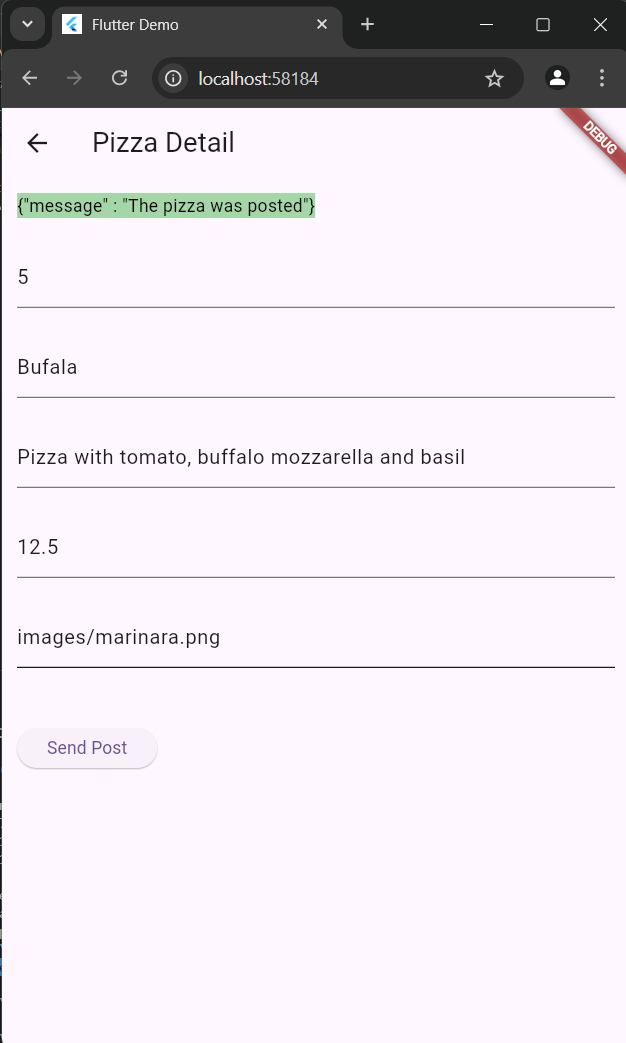 Flutter Demo
localhost:58184
Pizza Detail
DEBUG
{"message" : "The pizza was posted"}
5
Bufala
Pizza with tomato, buffalo mozzarella and basil
12.5
images/marinara.png
Send Post